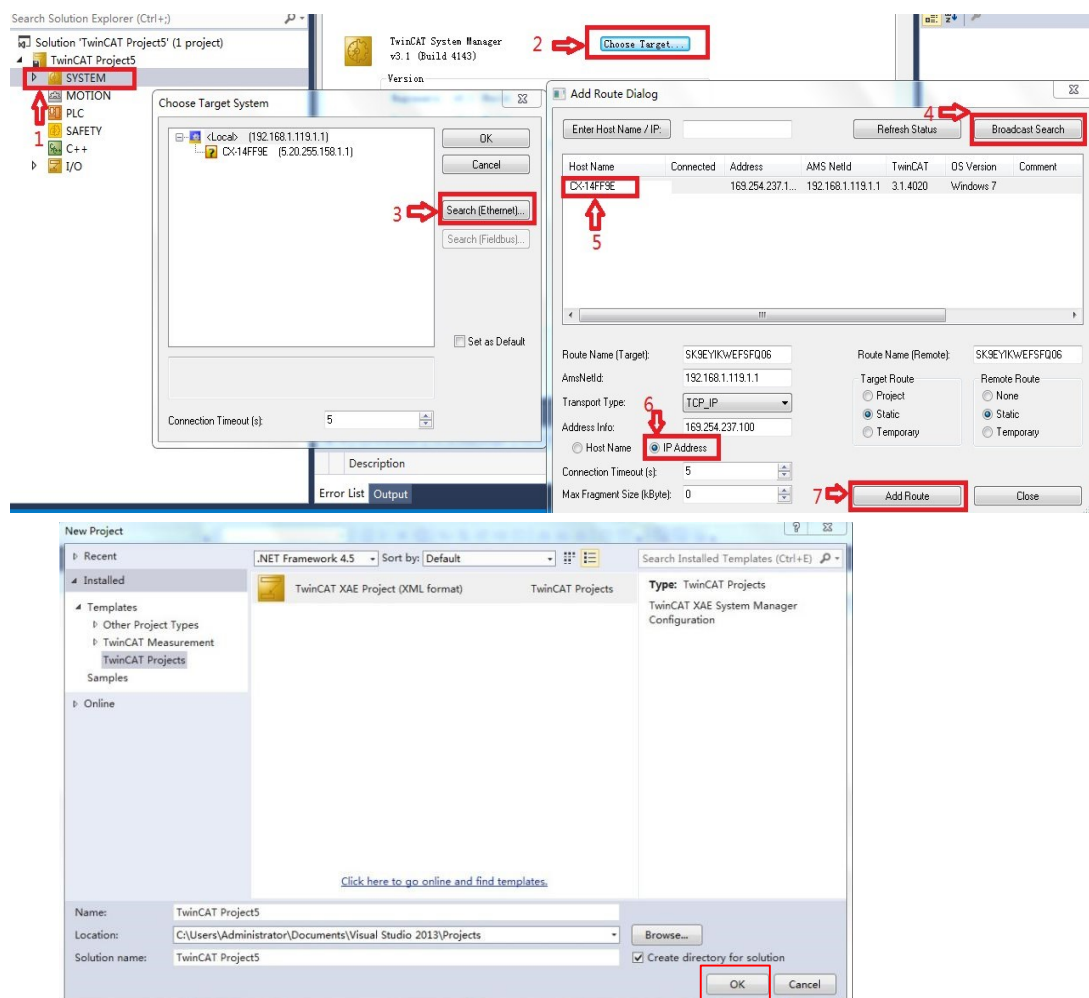 Search Solution Explorer (Ctrl+;)
Solution 'TwinCAT Project5' (1 project)
TwinCAT Project5
SYSTEM
MOTION
PLC
SAFETY
C++
I/O
1
TwinCAT System Manager
v3.1 (Build 4143)
2
Choose Target...
Version
Choose Target System
<Local> (192.168.1.119.1.1)
CX-14FF9E (5.20.255.158.1.1)
OK
Cancel
3
Search (Ethernet)...
Search (Fieldbus)...
Set as Default
Connection Timeout (s): 5
Description
Error List Output
Add Route Dialog
4
Enter Host Name / IP: Refresh Status Broadcast Search
Host Name Connected Address AMS NetId TwinCAT OS Version Comment
CX-14FF9E 169.254.237.1... 192.168.1.119.1.1 3.1.4020 Windows 7
5
Route Name (Target): SK9EYIKWEFSFQ06 Route Name (Remote): SK9EYIKWEFSFQ06
AmsNetId: 192.168.1.119.1.1 Target Route Remote Route
Transport Type: TCP_IP Project None
6
Address Info: 169.254.237.100 Static Static
Host Name IP Address Temporary Temporary
Connection Timeout (s): 5
Max Fragment Size (kByte): 0 7 Add Route Close
New Project
Recent
.NET Framework 4.5 Sort by: Default
Search Installed Templates (Ctrl+E)
Installed
Templates
Other Project Types
TwinCAT Measurement
TwinCAT Projects
Samples
Online
TwinCAT XAE Project (XML format) TwinCAT Projects
Type: TwinCAT Projects
TwinCAT XAE System Manager
Configuration
Click here to go online and find templates.
Name: TwinCAT Project5
Location: C:\Users\Administrator\Documents\Visual Studio 2013\Projects Browse...
Solution name: TwinCAT Project5 Create directory for solution
OK Cancel